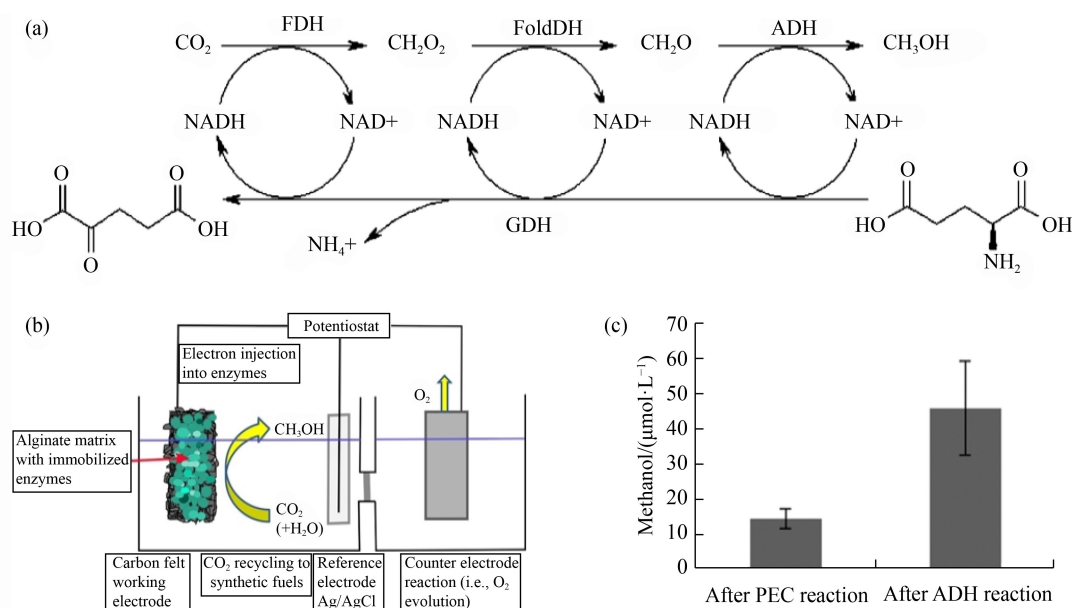 (a)
FDH
FoldDH
ADH
CO₂
CH₂O₂
CH₂O
CH₃OH
NADH
NAD+
NADH
NAD+
NADH
NAD+
O
O
HO
OH
O
NH₄+
GDH
O
O
HO
OH
NH₂
(b)
Potentiostat
Electron injection
into enzymes
O₂
Alginate matrix
with immobilized
enzymes
CH₃OH
CO₂
(+H₂O)
Carbon felt
working
electrode
CO₂ recycling to
synthetic fuels
Reference
electrode
Ag/AgCl
Counter electrode
reaction (i.e., O₂
evolution)
(c)
Methanol/(μmol·L⁻¹)
70
60
50
40
30
20
10
0
After PEC reaction
After ADH reaction